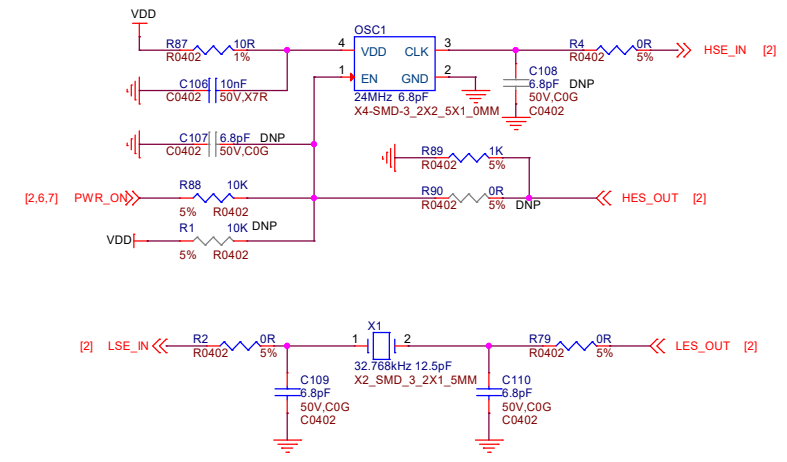 VDD
OSC1
R87 10R
R0402 1%
4 VDD CLK 3
R4 0R
R0402 5%
HSE_IN [2]
C106 10nF
C0402 50V,X7R
1 EN GND 2
C108
6.8pF DNP
50V,C0G
C0402
24MHz 6.8pF
X4-SMD-3_2X2_5X1_0MM
C107 6.8pF DNP
C0402 50V,C0G
R89 1K
R0402 5%
R88 10K
[2,6,7] PWR_ON
5% R0402
R90 0R
R0402 5% DNP
HES_OUT [2]
R1 10K DNP
VDD
5% R0402
X1
[2] LSE_IN
R2 0R
R0402 5%
1 2
R79 0R
R0402 5%
LES_OUT [2]
32.768kHz 12.5pF
X2_SMD_3_2X1_5MM
C109
6.8pF
50V,C0G
C0402
C110
6.8pF
50V,C0G
C0402